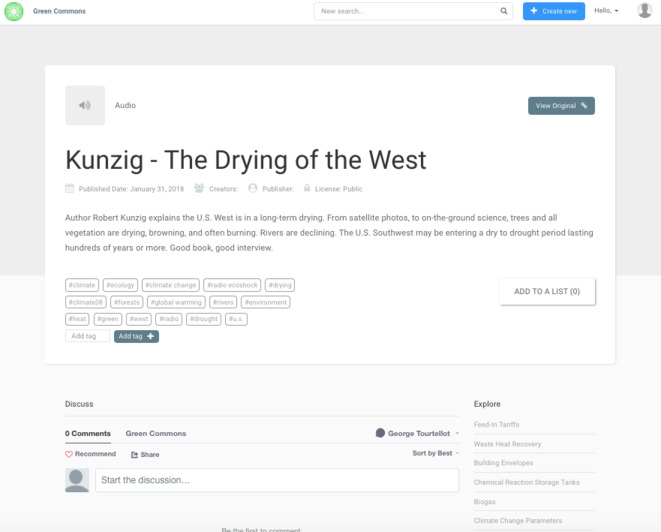 Green Commons
New search...
Create new
Hello,
Audio
View Original
Kunzig - The Drying of the West
Published Date: January 31, 2018 Creators: Publisher: License: Public
Author Robert Kunzig explains the U.S. West is in a long-term drying. From satellite photos, to on-the-ground science, trees and all
vegetation are drying, browning, and often burning. Rivers are declining. The U.S. Southwest may be entering a dry to drought period lasting
hundreds of years or more. Good book, good interview.
#climate #ecology #climate change #radio ecoshock #drying
#climate08 #forests #global warming #rivers #environment
#heat #green #west #radio #drought #u.s.
Add tag Add tag
ADD TO A LIST (0)
Discuss
0 Comments Green Commons George Tourtellot
Recommend Share Sort by Best
Start the discussion...
Be the first to comment.
Explore
Feed-In Tariffs
Waste Heat Recovery
Building Envelopes
Chemical Reaction Storage Tanks
Biogas
Climate Change Parameters